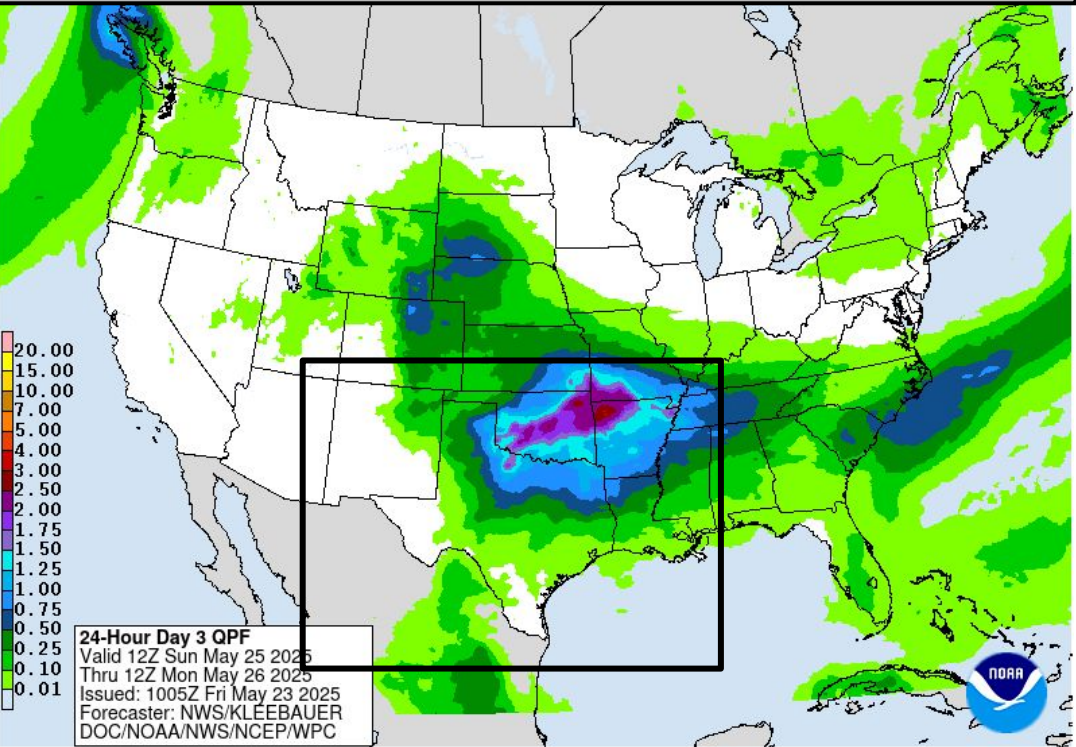 20.00
15.00
10.00
7.00
5.00
4.00
3.00
2.50
2.00
1.75
1.50
1.25
1.00
0.75
0.50
0.25
0.10
0.01
24-Hour Day 3 QPF
Valid 12Z Sun May 25 2025
Thru 12Z Mon May 26 2025
Issued: 1005Z Fri May 23 2025
Forecaster: NWS/KLEEBAUER
DOC/NOAA/NWS/NCEP/WPC
NOAA